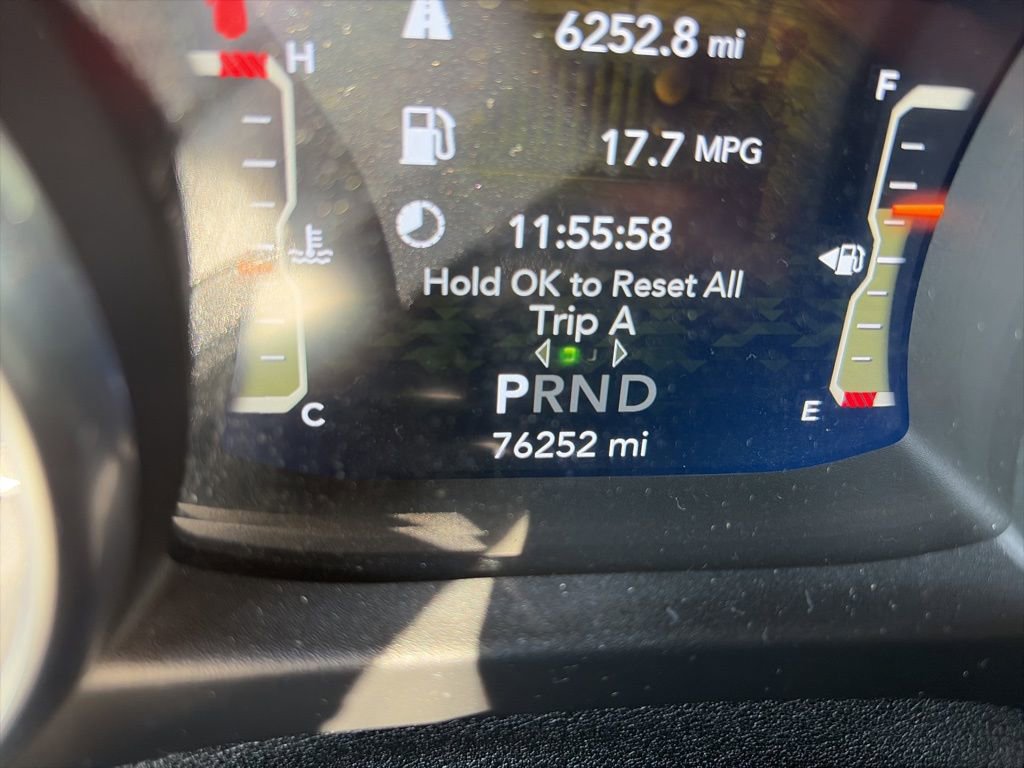 H
6252.8 mi
F
17.7 MPG
11:55:58
Hold OK to Reset All
Trip A
PRND
C
E
76252 mi